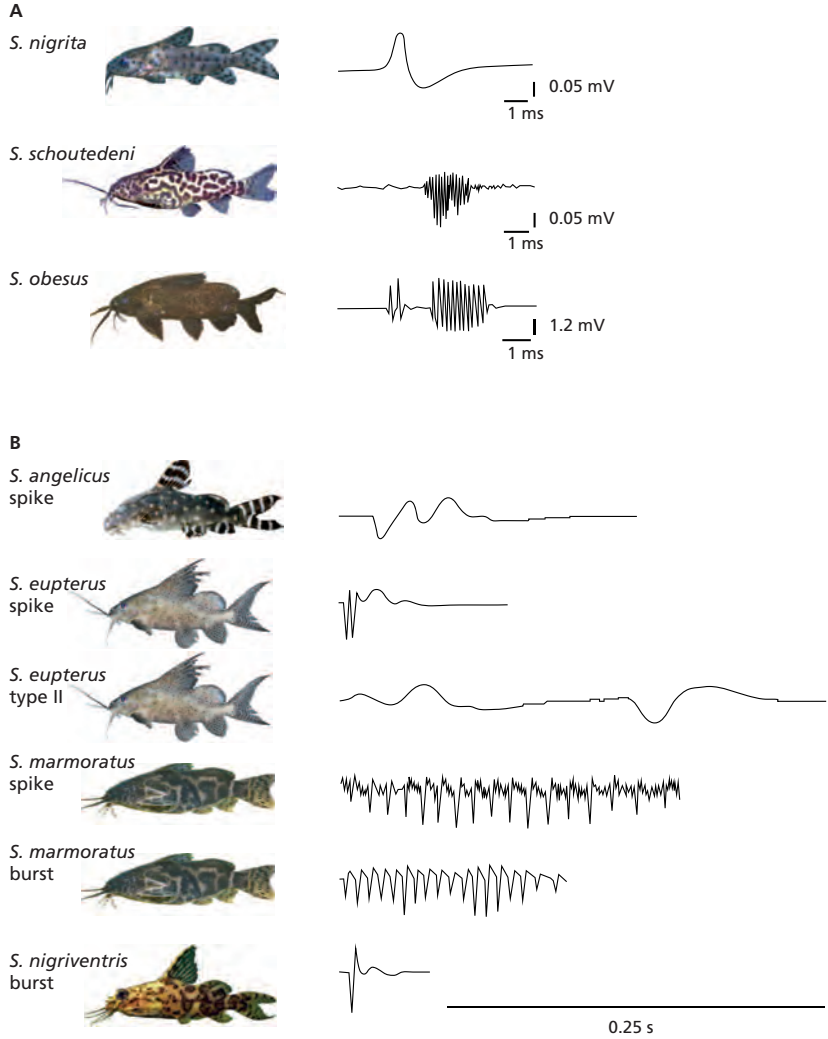 A
S. nigrita
0.05 mV
1 ms
S. schoutedeni
0.05 mV
1 ms
S. obesus
1.2 mV
1 ms
B
S. angelicus
spike
S. eupterus
spike
S. eupterus
type II
S. marmoratus
spike
S. marmoratus
burst
S. nigriventris
burst
0.25 s